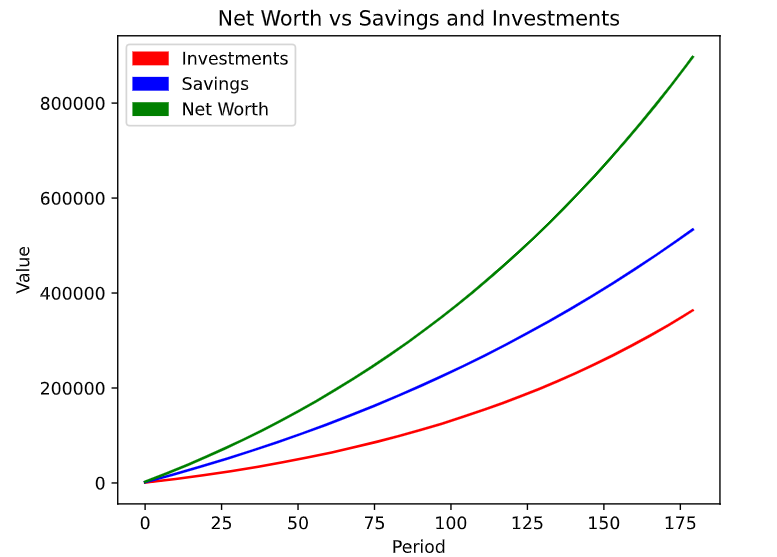 Net Worth vs Savings and Investments
Investments
Savings
Net Worth
800000
600000
400000
200000
0
Value
0 25 50 75 100 125 150 175
Period